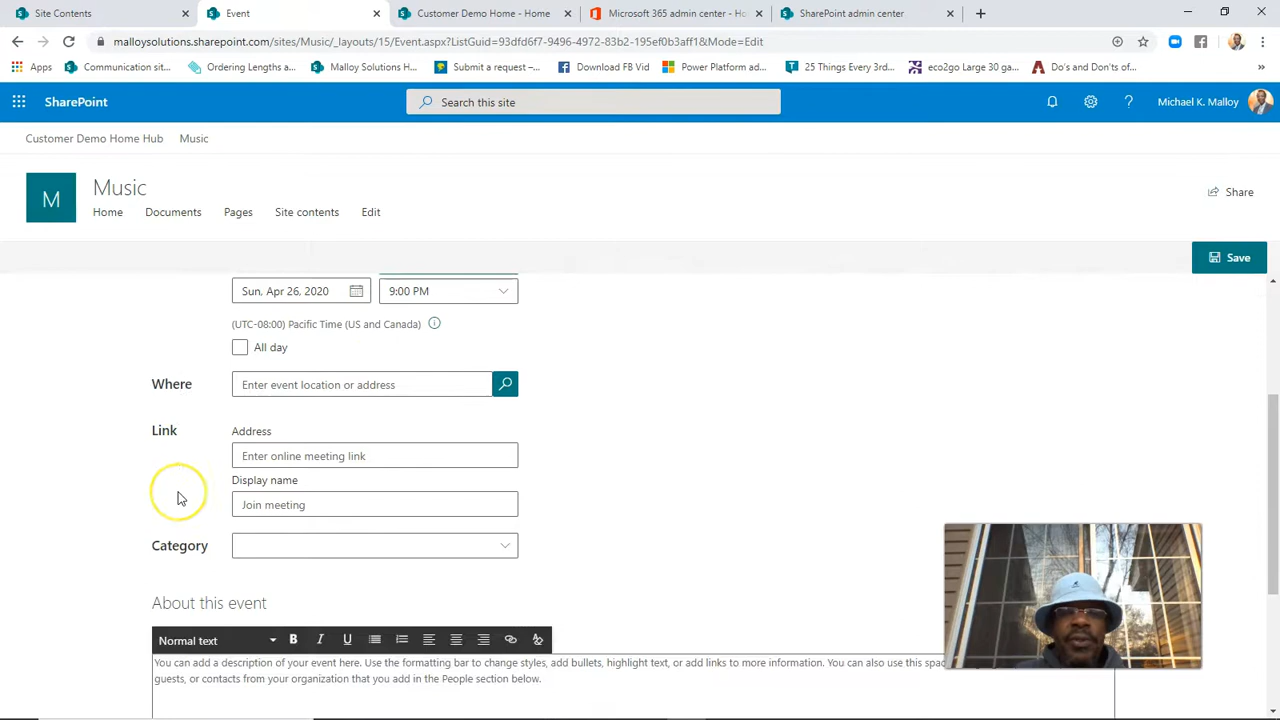 Site Contents
Event
Customer Demo Home - Home
Microsoft 365 admin center - Ho
SharePoint admin center
malloysolutions.sharepoint.com/sites/Music/_layouts/15/Event.aspx?ListGuid=93dfd6f7-9496-4972-83b2-195ef0b3aff1&Mode=Edit
Apps
Communication sit...
Ordering Lengths a...
Malloy Solutions H...
Submit a request –...
Download FB Vid
Power Platform ad...
25 Things Every 3rd...
eco2go Large 30 ga...
Do's and Don'ts of...
SharePoint
Search this site
Michael K. Malloy
Customer Demo Home Hub
Music
M
Music
Share
Home
Documents
Pages
Site contents
Edit
Save
Sun, Apr 26, 2020
9:00 PM
(UTC-08:00) Pacific Time (US and Canada)
All day
Where
Enter event location or address
Link
Address
Enter online meeting link
Display name
Join meeting
Category
About this event
Normal text
B
I
U
You can add a description of your event here. Use the formatting bar to change styles, add bullets, highlight text, or add links to more information. You can also use this spac
guests, or contacts from your organization that you add in the People section below.